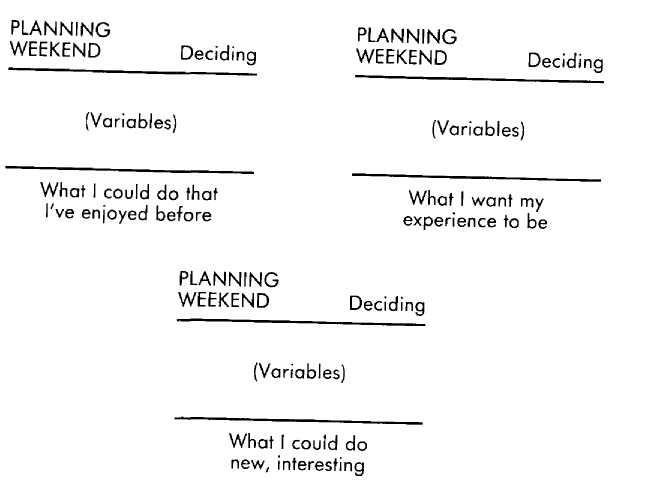 PLANNING
WEEKEND Deciding
(Variables)
What I could do that
I've enjoyed before
PLANNING
WEEKEND Deciding
(Variables)
What I want my
experience to be
PLANNING
WEEKEND Deciding
(Variables)
What I could do
new, interesting